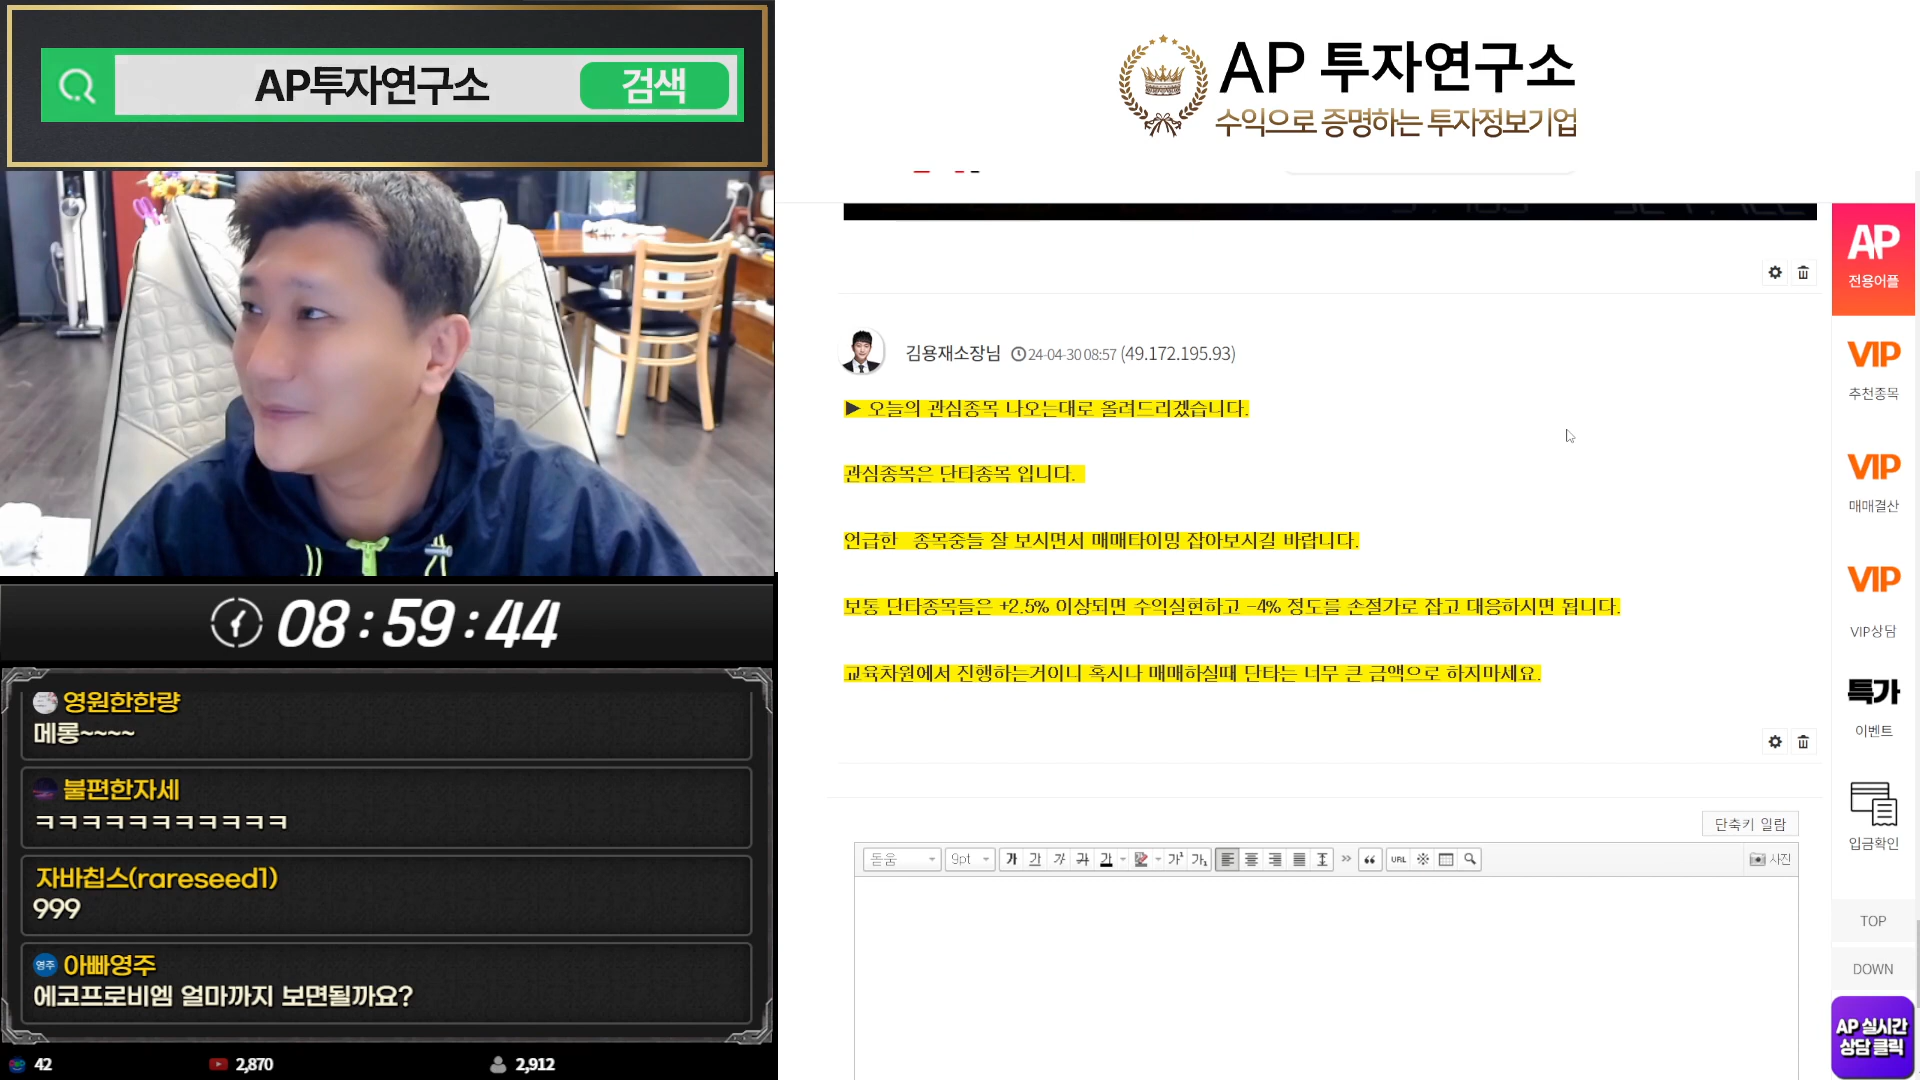 AP투자연구소
검색
AP 투자연구소
수익으로 증명하는 투자정보기업
김용재소장님 24-04-30 08:57 (49.172.195.93)
▶ 오늘의 관심종목 나오는대로 올려드리겠습니다.
관심종목은 단타종목 입니다.
언급한 종목중들 잘 보시면서 매매타이밍 잡아보시길 바랍니다.
보통 단타종목들은 +2.5% 이상되면 수익실현하고 -4% 정도를 손절가로 잡고 대응하시면 됩니다.
교육차원에서 진행하는거이니 혹시나 매매하실때 단타는 너무 큰 금액으로 하지마세요.
단축키 일람
돋움
9pt
가 가 가 가 가 가¹ 가₁
URL
사진
08:59:44
영원한한량
메롱~~~~
불편한자세
ㅋㅋㅋㅋㅋㅋㅋㅋㅋㅋㅋ
자바칩스(rareseed1)
999
영주
아빠영주
에코프로비엠 얼마까지 보면될까요?
42
2,870
2,912
AP
전용어플
VIP
추천종목
VIP
매매결산
VIP
VIP상담
특가
이벤트
입금확인
TOP
DOWN
AP 실시간
상담 클릭